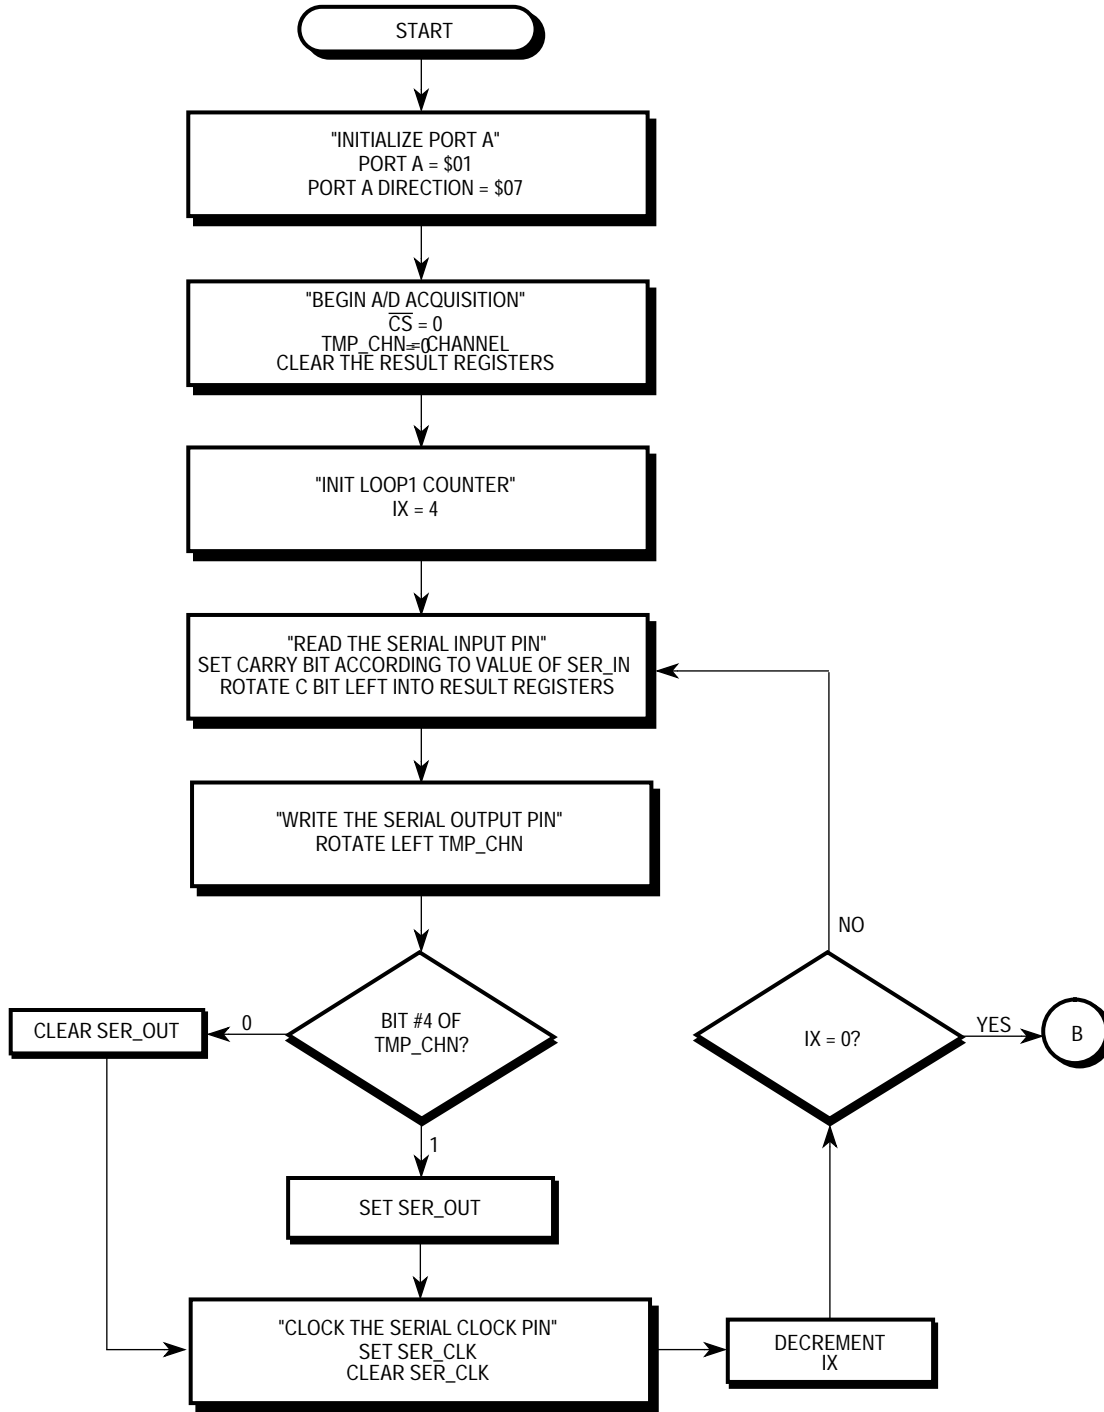 START
"INITIALIZE PORT A"
PORT A = $01
PORT A DIRECTION = $07
"BEGIN A/D ACQUISITION"
C̅S̅ = 0
TMP_CHN = CHANNEL
= 0
CLEAR THE RESULT REGISTERS
"INIT LOOP1 COUNTER"
IX = 4
"READ THE SERIAL INPUT PIN"
SET CARRY BIT ACCORDING TO VALUE OF SER_IN
ROTATE C BIT LEFT INTO RESULT REGISTERS
"WRITE THE SERIAL OUTPUT PIN"
ROTATE LEFT TMP_CHN
BIT #4 OF
TMP_CHN?
0
CLEAR SER_OUT
1
SET SER_OUT
"CLOCK THE SERIAL CLOCK PIN"
SET SER_CLK
CLEAR SER_CLK
DECREMENT
IX
IX = 0?
NO
YES
B